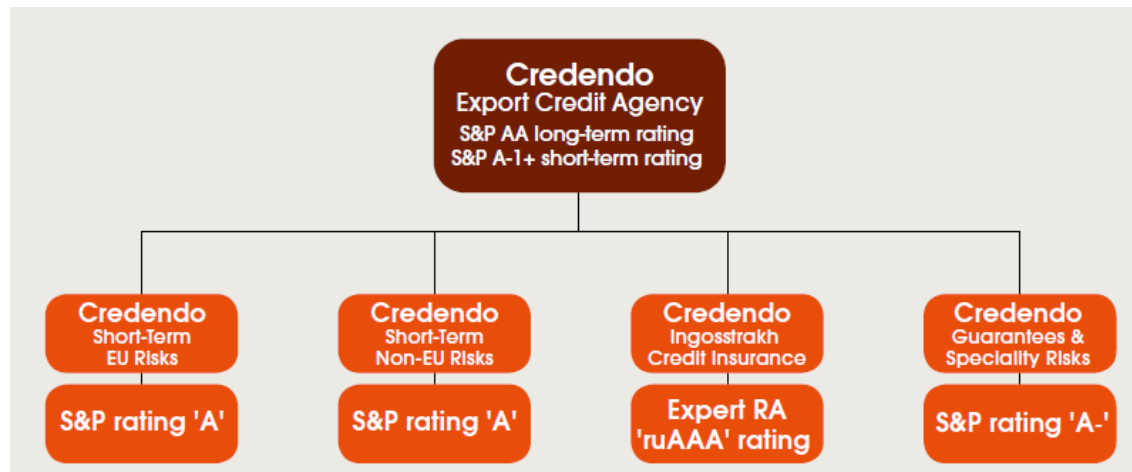 Credendo
Export Credit Agency
S&P AA long-term rating
S&P A-1+ short-term rating
Credendo
Short-Term
EU Risks
S&P rating 'A'
Credendo
Short-Term
Non-EU Risks
S&P rating 'A'
Credendo
Ingosstrakh
Credit Insurance
Expert RA
'ruAAA' rating
Credendo
Guarantees &
Speciality Risks
S&P rating 'A-'